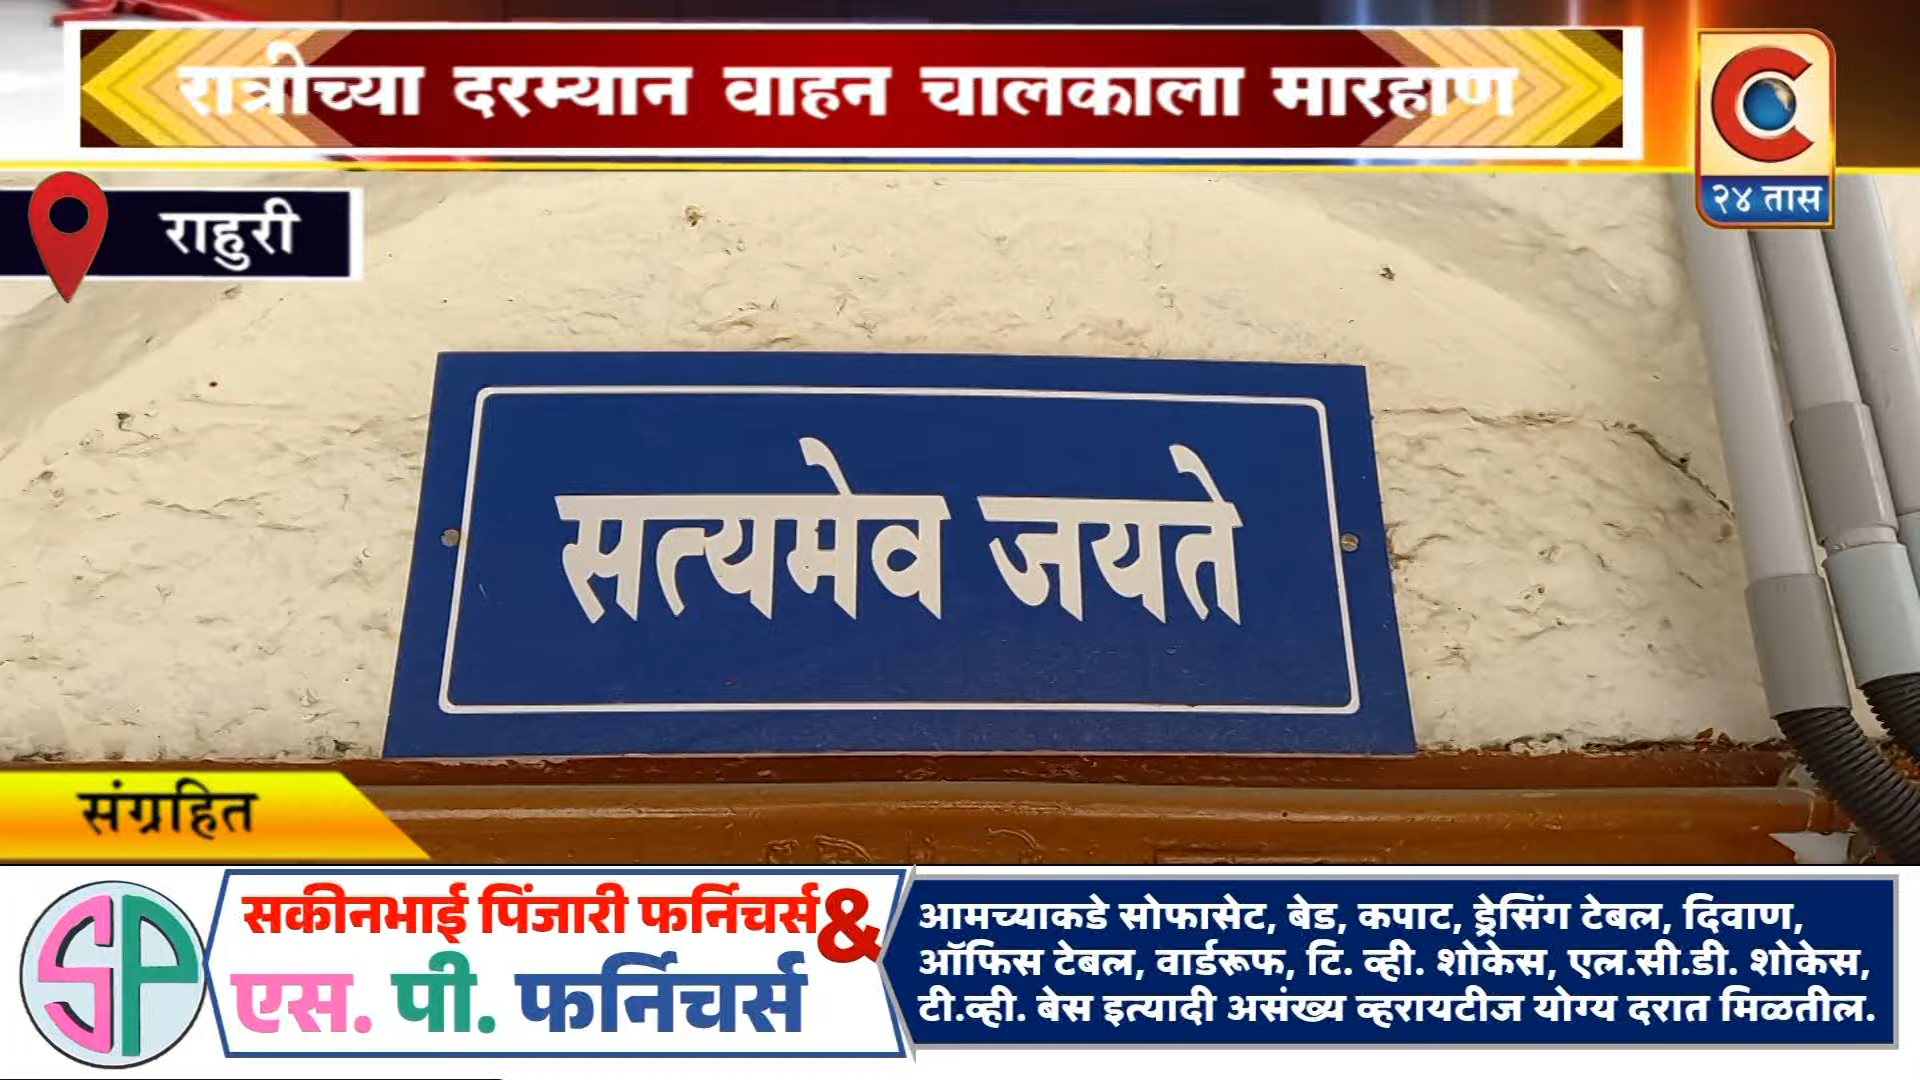 रात्रीच्या दरम्यान वाहन चालकाला मारहाण
C
२४ तास
राहुरी
सत्यमेव जयते
संग्रहित
SP
सकीनभाई पिंजारी फर्निचर्स &
एस. पी. फर्निचर्स
आमच्याकडे सोफासेट, बेड, कपाट, ड्रेसिंग टेबल, दिवाण,
ऑफिस टेबल, वार्डरूफ, टि. व्ही. शोकेस, एल.सी.डी. शोकेस,
टी.व्ही. बेस इत्यादी असंख्य व्हरायटीज योग्य दरात मिळतील.